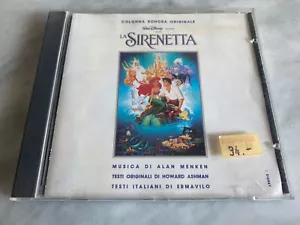 COLONNA SONORA ORIGINALE
Walt Disney
LA SIRENETTA
34.-
MUSICA DI ALAN MENKEN
TESTI ORIGINALI DI HOWARD ASHMAN
TESTI ITALIANI DI ERMAVILO